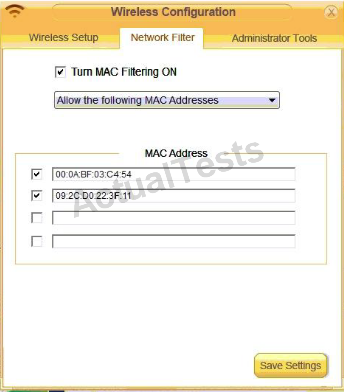 Wireless Configuration
Wireless Setup Network Filter Administrator Tools
Turn MAC Filtering ON
Allow the following MAC Addresses
MAC Address
00:0A:BF:03:C4:54
09:2C:D0:22:3F:11
ActualTests
Save Settings